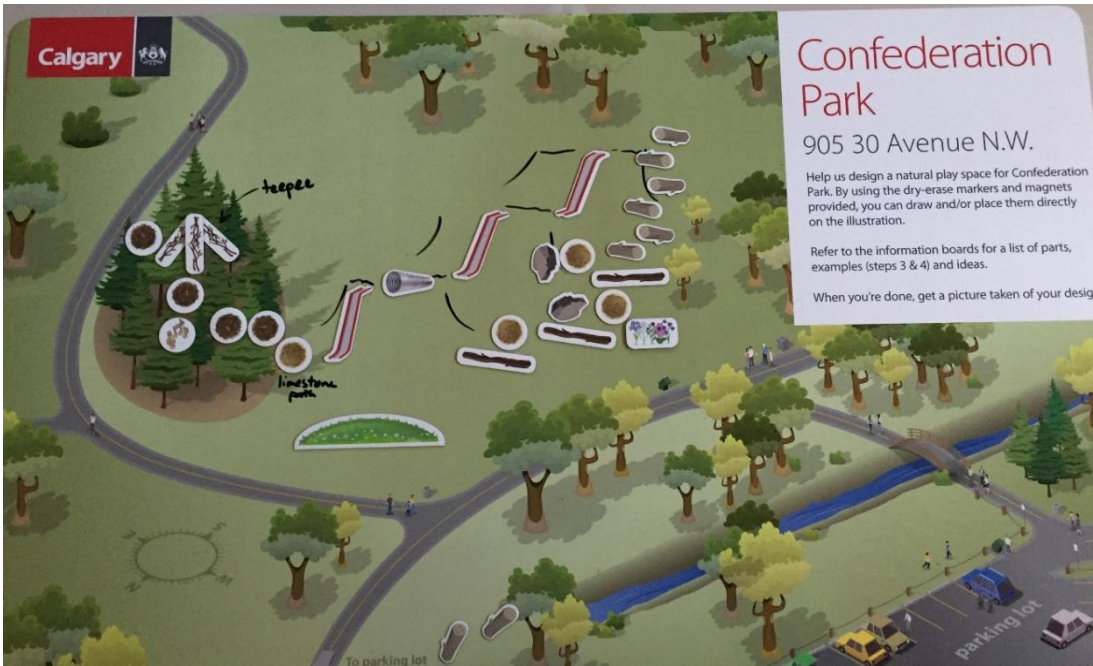 Calgary
Confederation
Park
905 30 Avenue N.W.
Help us design a natural play space for Confederation
Park. By using the dry-erase markers and magnets
provided, you can draw and/or place them directly
on the illustration.
Refer to the information boards for a list of parts,
examples (steps 3 & 4) and ideas.
When you're done, get a picture taken of your desig
teepee
limestone
path
To parking lot
parking lot